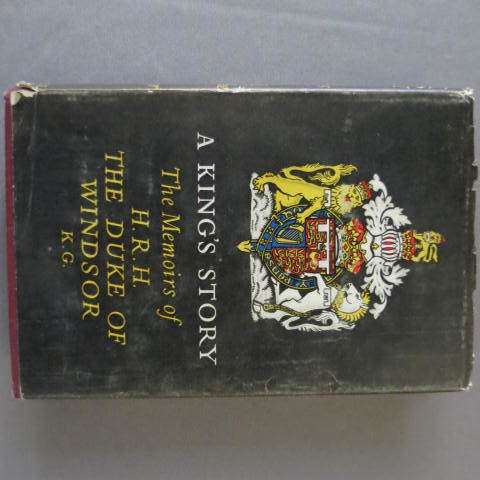 A KING'S STORY
The Memoirs of
H.R.H.
THE DUKE OF
WINDSOR
K.G.